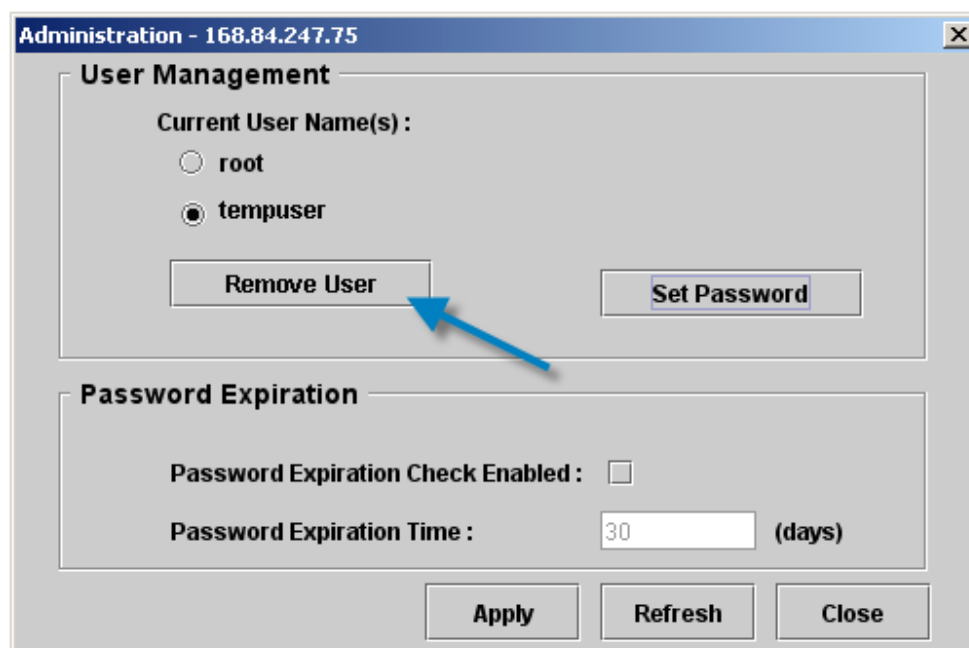 Administration - 168.84.247.75
User Management
Current User Name(s) :
root
tempuser
Remove User
Set Password
Password Expiration
Password Expiration Check Enabled :
Password Expiration Time :
30
(days)
Apply
Refresh
Close